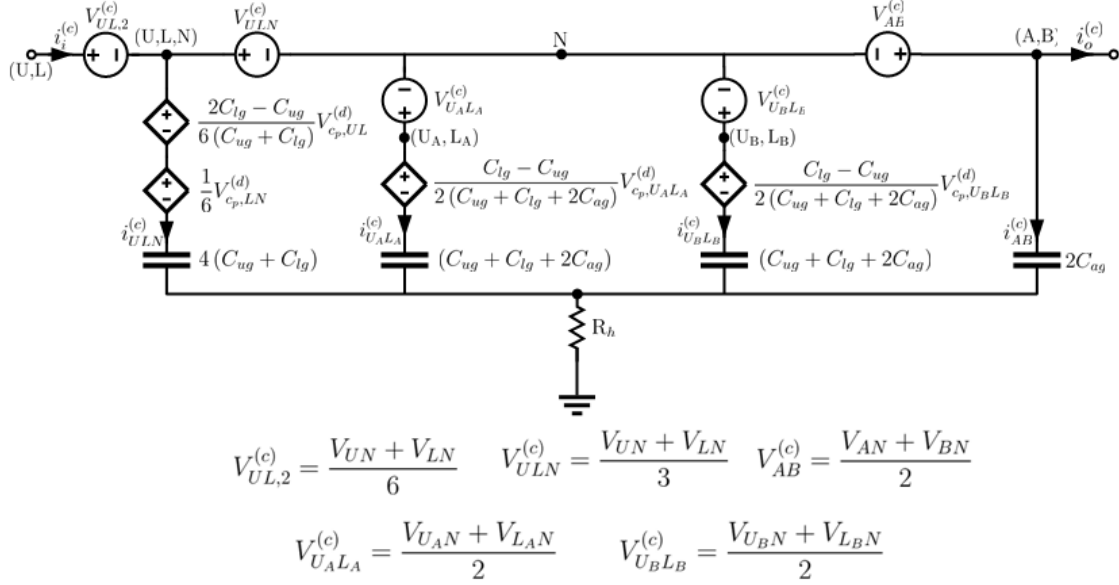 V_{UL,2}^{(c)} V_{ULN}^{(c)} V_{AB}^{(c)}
i_i^{(c)} (U,L,N) N (A,B) i_o^{(c)}
(U,L)
+ − + − − + 
\frac{2C_{lg} - C_{ug}}{6(C_{ug} + C_{lg})} V_{c_p,UL}^{(d)}
− + V_{U_AL_A}^{(c)} − + V_{U_BL_B}^{(c)}
(U_A, L_A) (U_B, L_B)
+ − \frac{1}{6} V_{c_p,LN}^{(d)}
+ − \frac{C_{lg} - C_{ug}}{2(C_{ug} + C_{lg} + 2C_{ag})} V_{c_p,U_AL_A}^{(d)}
+ − \frac{C_{lg} - C_{ug}}{2(C_{ug} + C_{lg} + 2C_{ag})} V_{c_p,U_BL_B}^{(d)}
i_{ULN}^{(c)} i_{U_AL_A}^{(c)} i_{U_BL_B}^{(c)} i_{AB}^{(c)}
4(C_{ug} + C_{lg}) (C_{ug} + C_{lg} + 2C_{ag}) (C_{ug} + C_{lg} + 2C_{ag}) 2C_{ag}
R_h
V_{UL,2}^{(c)} = \frac{V_{UN} + V_{LN}}{6} V_{ULN}^{(c)} = \frac{V_{UN} + V_{LN}}{3} V_{AB}^{(c)} = \frac{V_{AN} + V_{BN}}{2}
V_{U_AL_A}^{(c)} = \frac{V_{U_AN} + V_{L_AN}}{2} V_{U_BL_B}^{(c)} = \frac{V_{U_BN} + V_{L_BN}}{2}